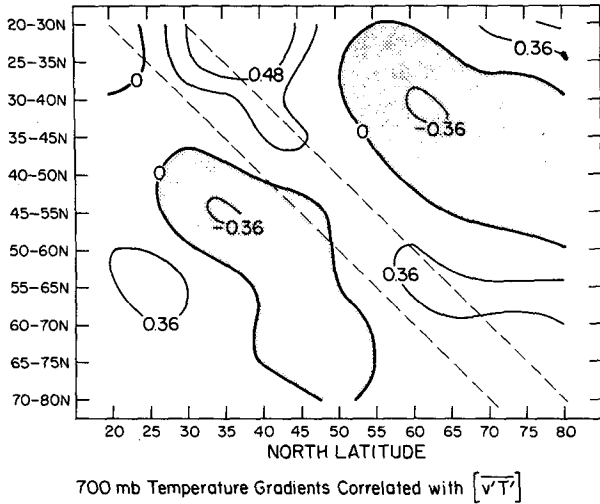 20-30N
25-35N
30-40N
35-45N
40-50N
45-55N
50-60N
55-65N
60-70N
65-75N
70-80N
0
0.48
0.36
-0.36
0
0
-0.36
0.36
0.36
20 25 30 35 40 45 50 55 60 65 70 75 80
NORTH LATITUDE
700 mb Temperature Gradients Correlated with [v'T']